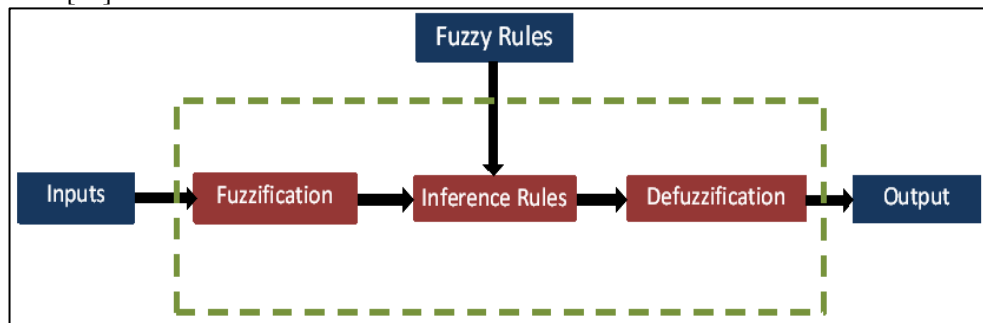 Fuzzy Rules
Inputs
Fuzzification
Inference Rules
Defuzzification
Output